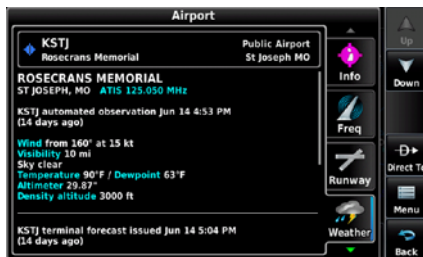 Airport
KSTJ
Public Airport
Rosecrans Memorial
St Joseph MO
ROSECRANS MEMORIAL
ST JOSEPH, MO ATIS 125.050 MHz
KSTJ automated observation Jun 14 4:53 PM
(14 days ago)
Wind from 160° at 15 kt
Visibility 10 mi
Sky clear
Temperature 90°F / Dewpoint 63°F
Altimeter 29.87"
Density altitude 3000 ft
KSTJ terminal forecast issued Jun 14 5:04 PM
(14 days ago)
Info
Freq
Runway
Weather
Up
Down
Direct To
Menu
Back